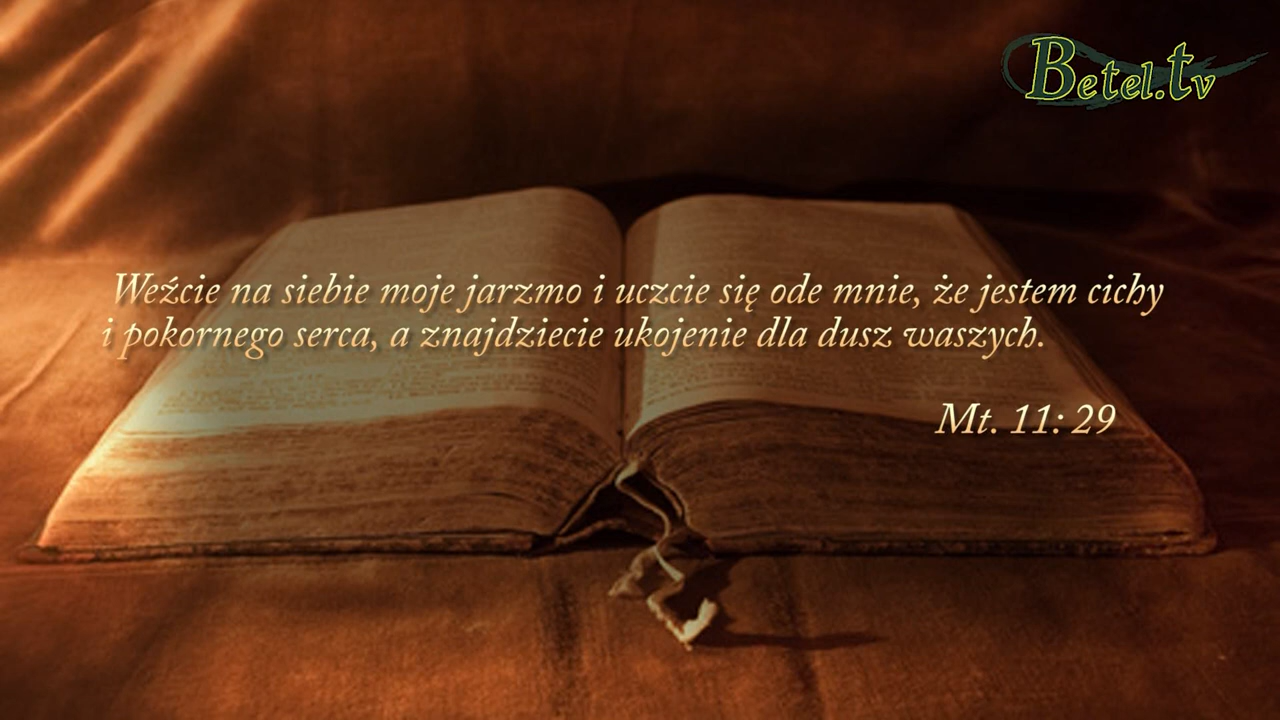 Betel.tv
Weźcie na siebie moje jarzmo i uczcie się ode mnie, że jestem cichy
i pokornego serca, a znajdziecie ukojenie dla dusz waszych.
Mt. 11: 29